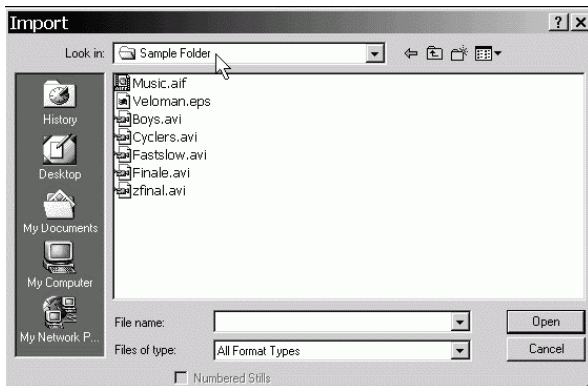 Import
Look in: Sample Folder
Music.aif
Veloman.eps
Boys.avi
Cyclers.avi
Fastslow.avi
Finale.avi
zfinal.avi
History
Desktop
My Documents
My Computer
My Network P...
File name:
Open
Files of type: All Format Types
Cancel
Numbered Stills